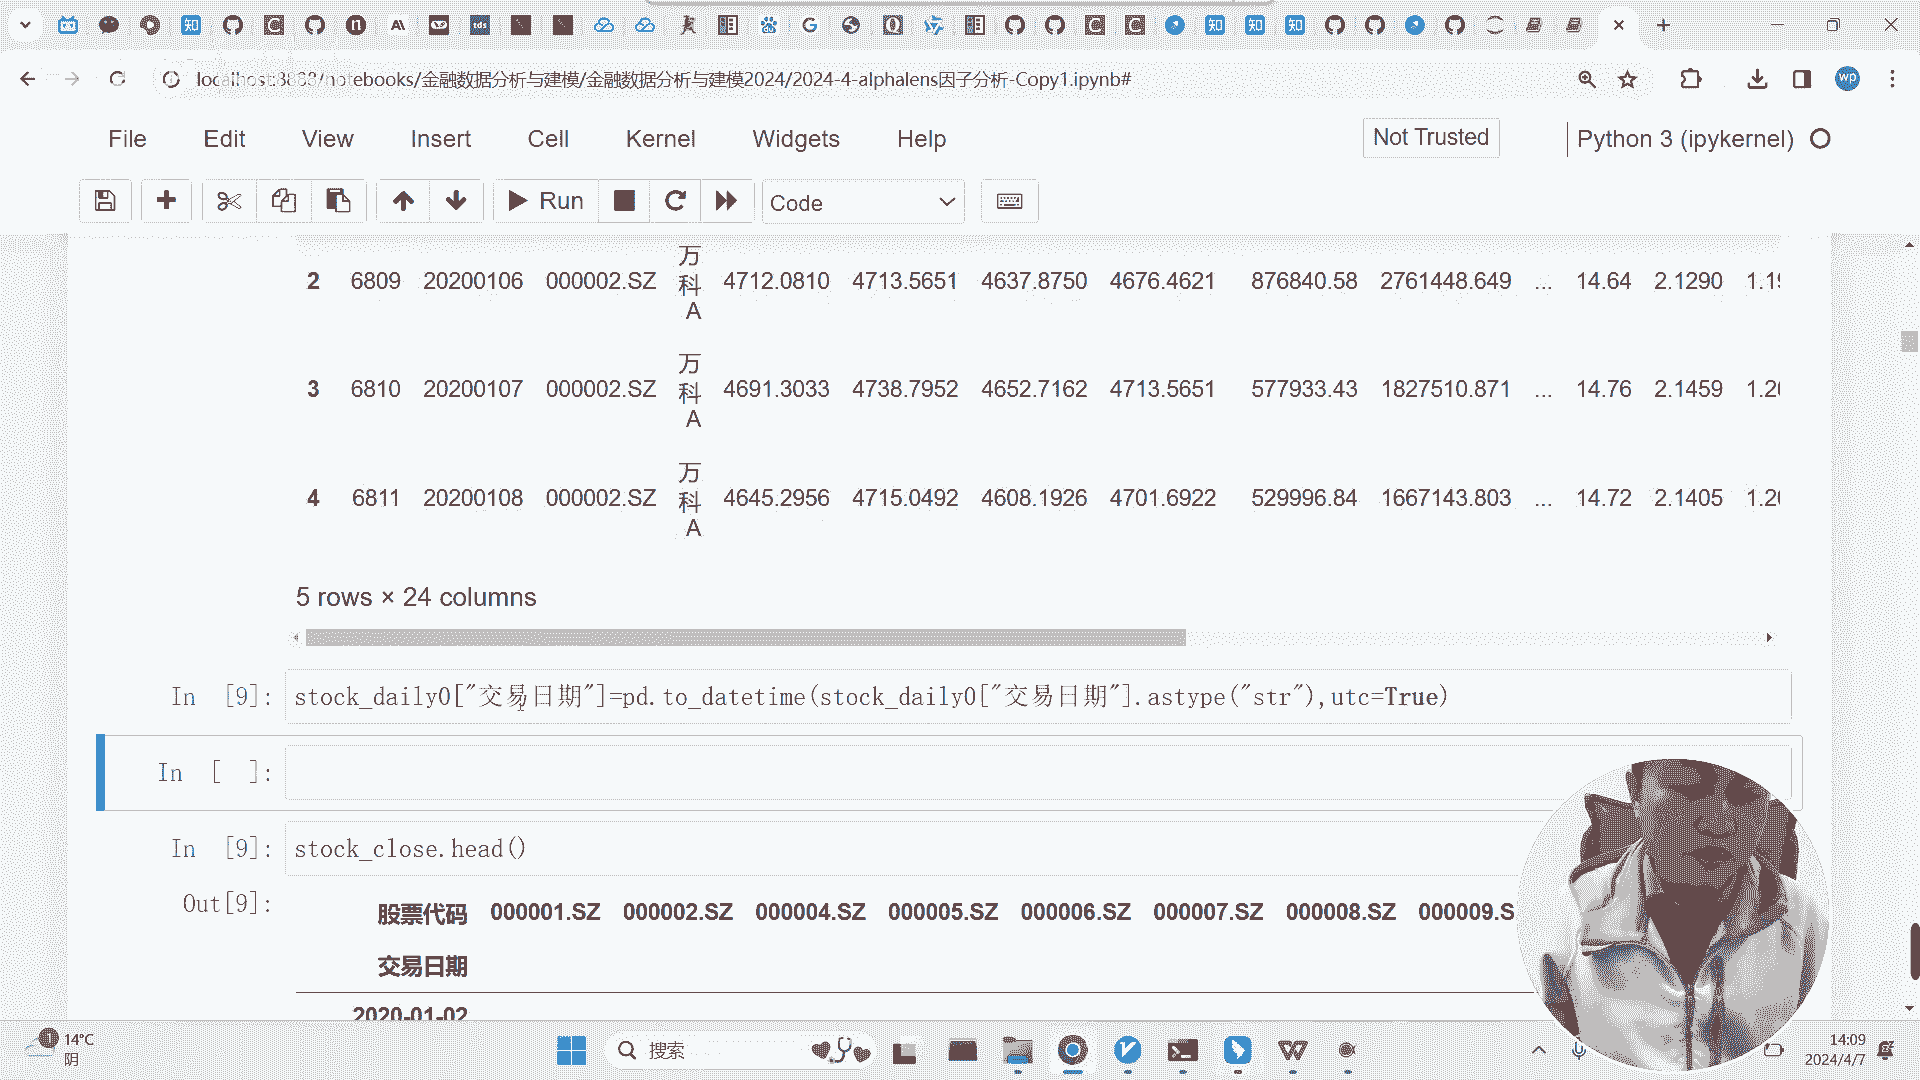 localhost:8888/notebooks/金融数据分析与建模/金融数据分析与建模2024/2024-4-alphalens因子分析-Copy1.ipynb#
wp
File Edit View Insert Cell Kernel Widgets Help
Not Trusted
Python 3 (ipykernel)
Run
Code
2 6809 20200106 000002.SZ 万科A 4712.0810 4713.5651 4637.8750 4676.4621 876840.58 2761448.649 ... 14.64 2.1290 1.19
3 6810 20200107 000002.SZ 万科A 4691.3033 4738.7952 4652.7162 4713.5651 577933.43 1827510.871 ... 14.76 2.1459 1.20
4 6811 20200108 000002.SZ 万科A 4645.2956 4715.0492 4608.1926 4701.6922 529996.84 1667143.803 ... 14.72 2.1405 1.20
5 rows × 24 columns
In [9]: stock_daily0["交易日期"]=pd.to_datetime(stock_daily0["交易日期"].astype("str"),utc=True)
In [ ]:
In [9]: stock_close.head()
Out[9]:
股票代码 000001.SZ 000002.SZ 000004.SZ 000005.SZ 000006.SZ 000007.SZ 000008.SZ 000009.S
交易日期
2020-01-02
14°C
阴
搜索
14:09
2024/4/7